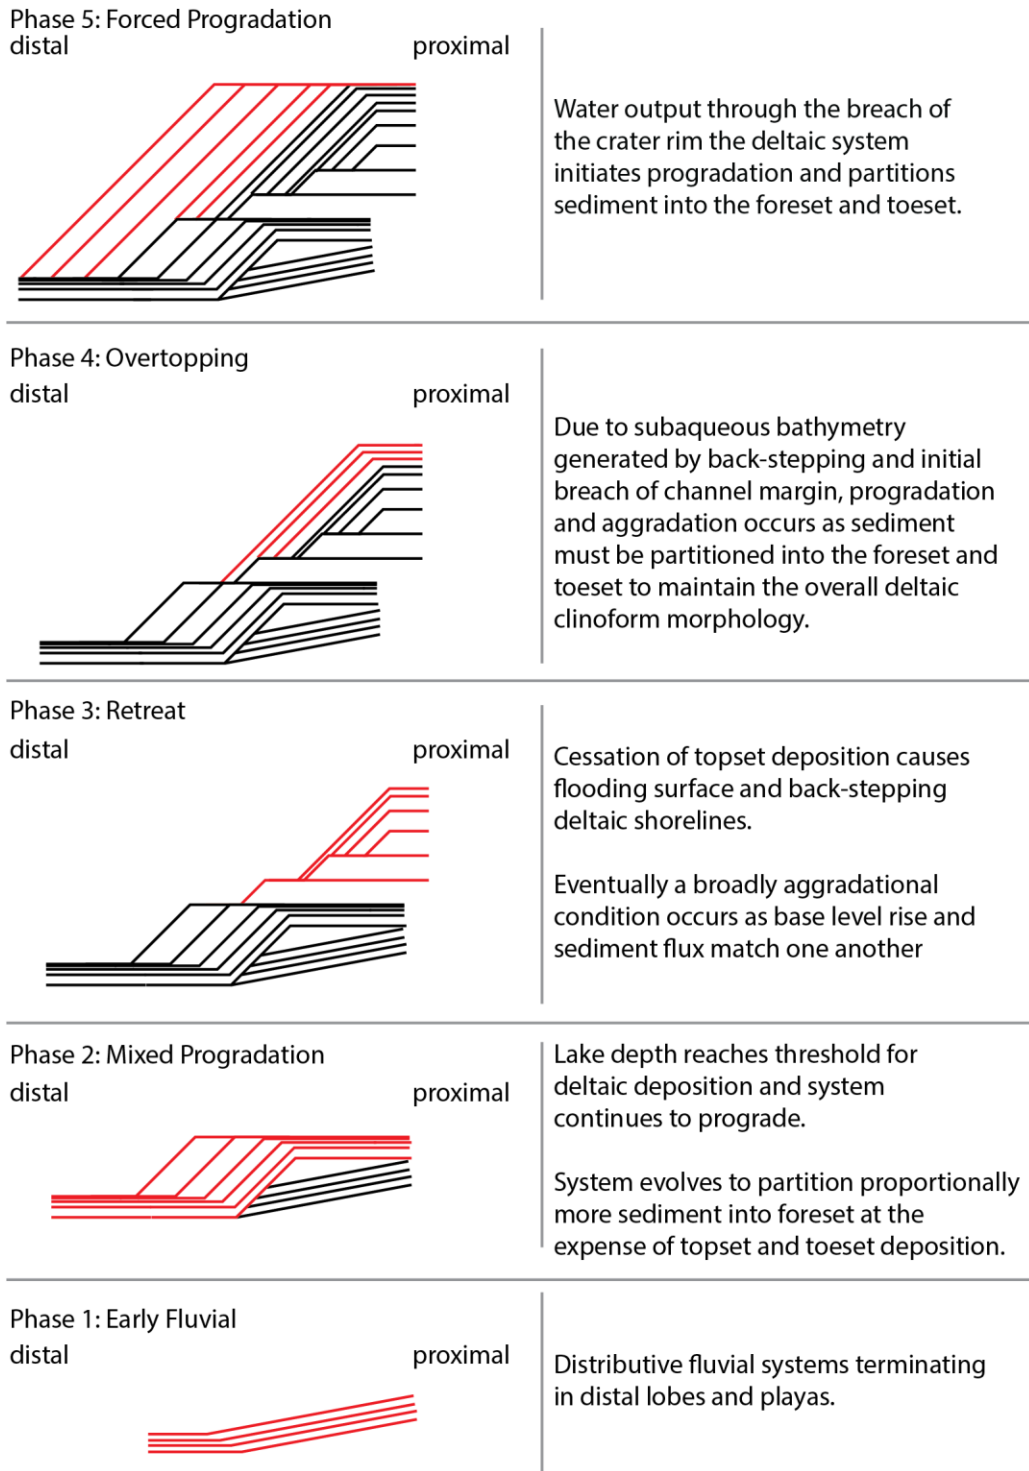 Phase 5: Forced Progradation
distal
proximal
Water output through the breach of
the crater rim the deltaic system
initiates progradation and partitions
sediment into the foreset and toeset.
Phase 4: Overtopping
distal
proximal
Due to subaqueous bathymetry
generated by back-stepping and initial
breach of channel margin, progradation
and aggradation occurs as sediment
must be partitioned into the foreset and
toeset to maintain the overall deltaic
clinoform morphology.
Phase 3: Retreat
distal
proximal
Cessation of topset deposition causes
flooding surface and back-stepping
deltaic shorelines.
Eventually a broadly aggradational
condition occurs as base level rise and
sediment flux match one another
Phase 2: Mixed Progradation
distal
proximal
Lake depth reaches threshold for
deltaic deposition and system
continues to prograde.
System evolves to partition proportionally
more sediment into foreset at the
expense of topset and toeset deposition.
Phase 1: Early Fluvial
distal
proximal
Distributive fluvial systems terminating
in distal lobes and playas.